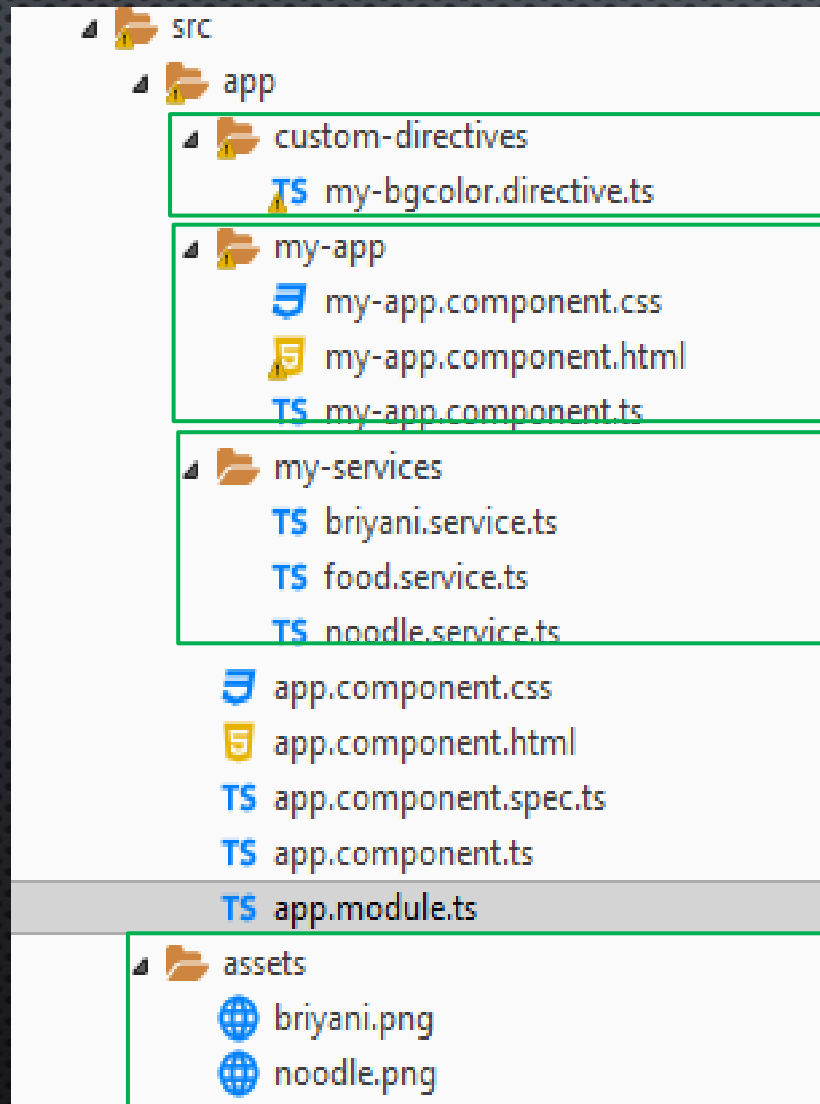 src
app
custom-directives
TS my-bgcolor.directive.ts
my-app
my-app.component.css
5 my-app.component.html
TS my-app.component.ts
my-services
TS briyani.service.ts
TS food.service.ts
TS noodle.service.ts
app.component.css
5 app.component.html
TS app.component.spec.ts
TS app.component.ts
TS app.module.ts
assets
briyani.png
noodle.png